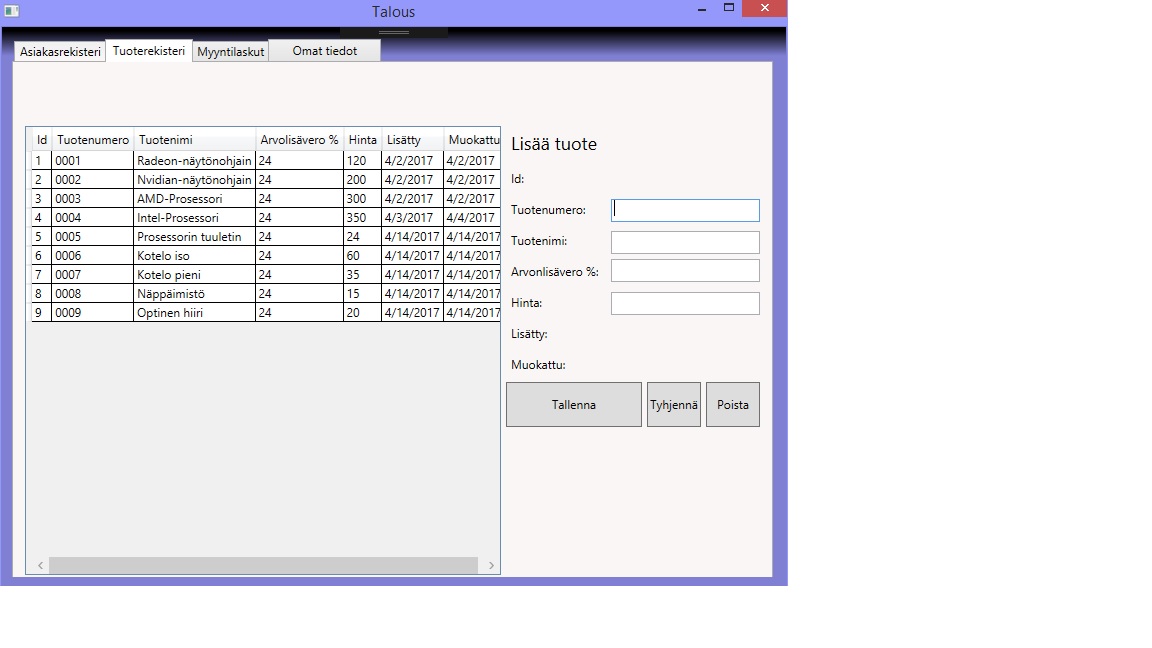 Talous
Asiakasrekisteri Tuoterekisteri Myyntilaskut Omat tiedot
Id Tuotenumero Tuotenimi Arvolisävero % Hinta Lisätty Muokattu
1 0001 Radeon-näytönohjain 24 120 4/2/2017 4/2/2017
2 0002 Nvidian-näytönohjain 24 200 4/2/2017 4/2/2017
3 0003 AMD-Prosessori 24 300 4/2/2017 4/2/2017
4 0004 Intel-Prosessori 24 350 4/3/2017 4/4/2017
5 0005 Prosessorin tuuletin 24 24 4/14/2017 4/14/2017
6 0006 Kotelo iso 24 60 4/14/2017 4/14/2017
7 0007 Kotelo pieni 24 35 4/14/2017 4/14/2017
8 0008 Näppäimistö 24 15 4/14/2017 4/14/2017
9 0009 Optinen hiiri 24 20 4/14/2017 4/14/2017
Lisää tuote
Id:
Tuotenumero:
Tuotenimi:
Arvonlisävero %:
Hinta:
Lisätty:
Muokattu:
Tallenna Tyhjennä Poista